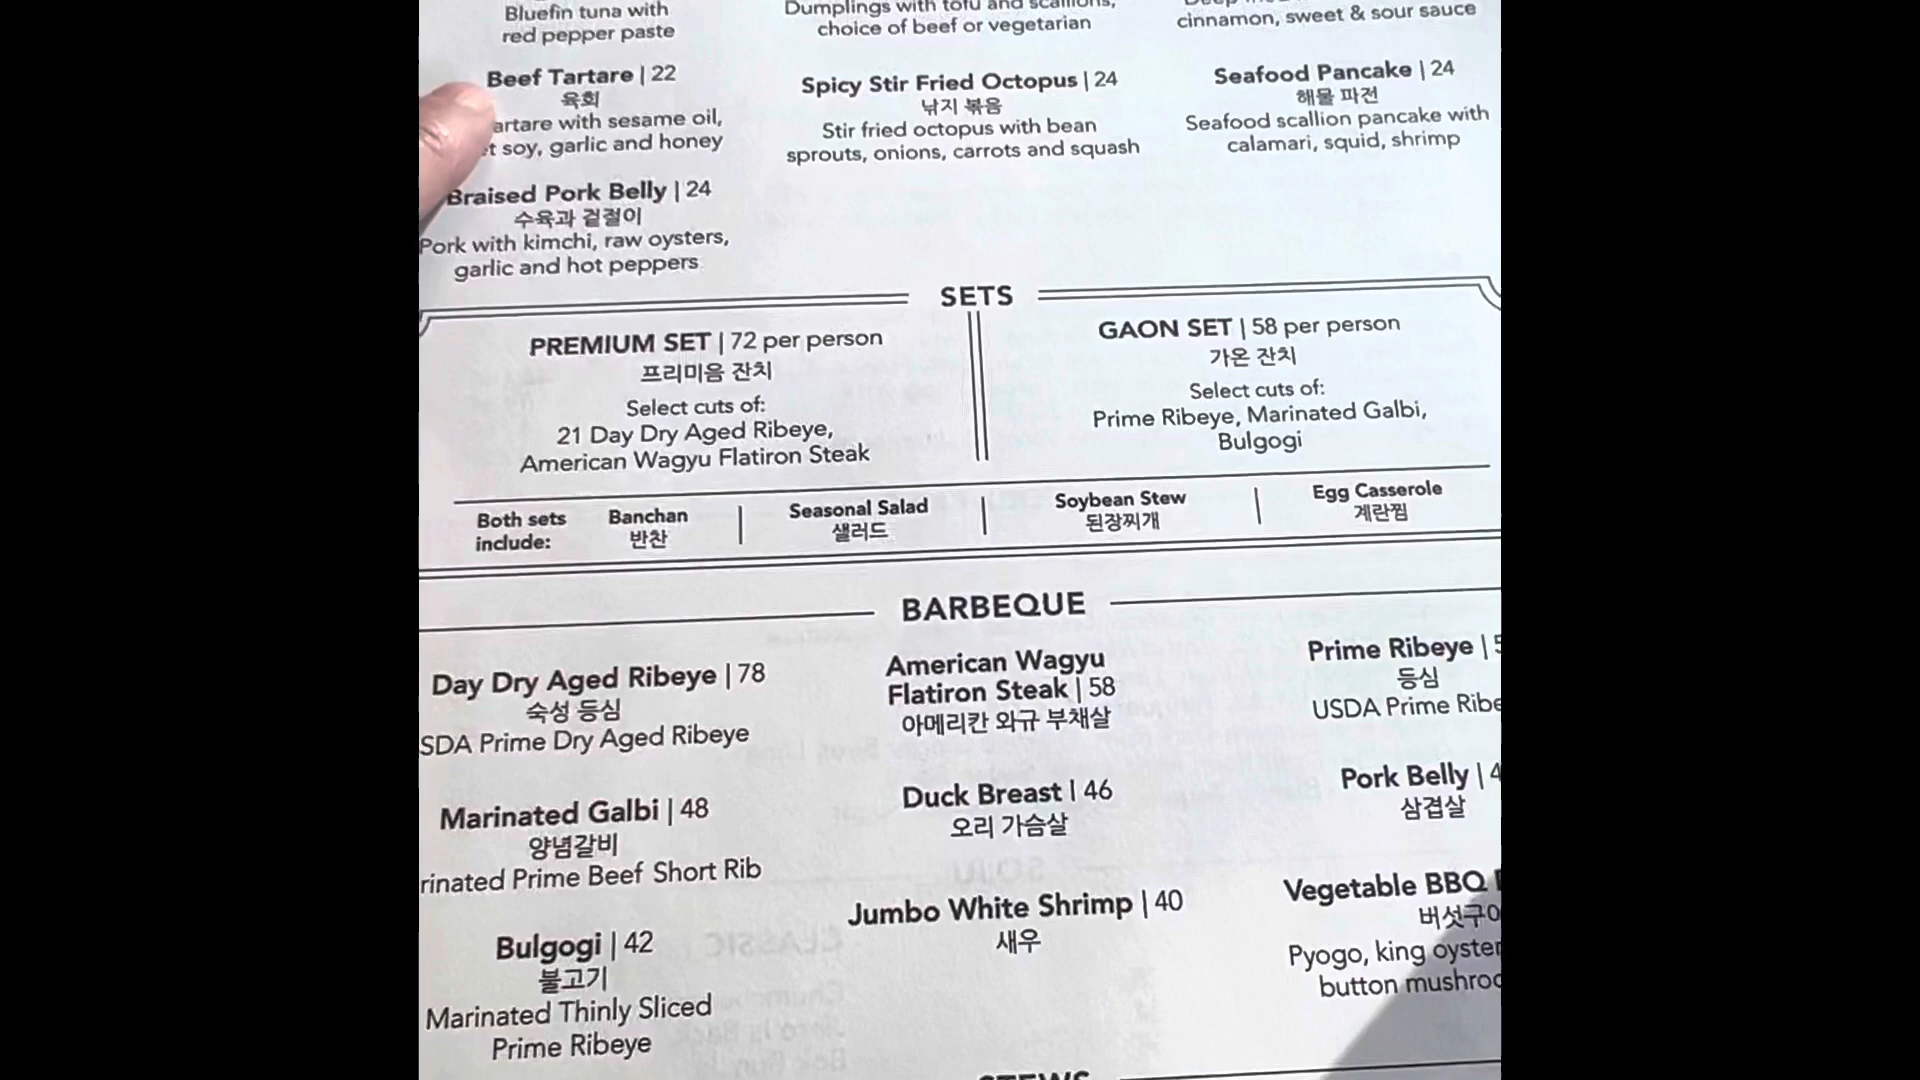 Bluefin tuna with
red pepper paste
Beef Tartare | 22
육회
artare with sesame oil,
soy, garlic and honey
Braised Pork Belly | 24
수육과 겉절이
Pork with kimchi, raw oysters,
garlic and hot peppers
Dumplings with tofu and scallions,
choice of beef or vegetarian
Spicy Stir Fried Octopus | 24
낚지 볶음
Stir fried octopus with bean
sprouts, onions, carrots and squash
cinnamon, sweet & sour sauce
Seafood Pancake | 24
해물 파전
Seafood scallion pancake with
calamari, squid, shrimp
SETS
PREMIUM SET | 72 per person
프리미음 잔치
Select cuts of:
21 Day Dry Aged Ribeye,
American Wagyu Flatiron Steak
GAON SET | 58 per person
가온 잔치
Select cuts of:
Prime Ribeye, Marinated Galbi,
Bulgogi
Both sets
include:
Banchan
반찬
Seasonal Salad
샐러드
Soybean Stew
된장찌개
Egg Casserole
계란찜
BARBEQUE
Day Dry Aged Ribeye | 78
숙성 등심
SDA Prime Dry Aged Ribeye
Marinated Galbi | 48
양념갈비
rinated Prime Beef Short Rib
Bulgogi | 42
불고기
Marinated Thinly Sliced
Prime Ribeye
American Wagyu
Flatiron Steak | 58
아메리칸 와규 부채살
Duck Breast | 46
오리 가슴살
Jumbo White Shrimp | 40
새우
Prime Ribeye |
등심
USDA Prime Ribe
Pork Belly | 4
삼겹살
Vegetable BBQ
버섯구이
Pyogo, king oyster
button mushroo
STEWS